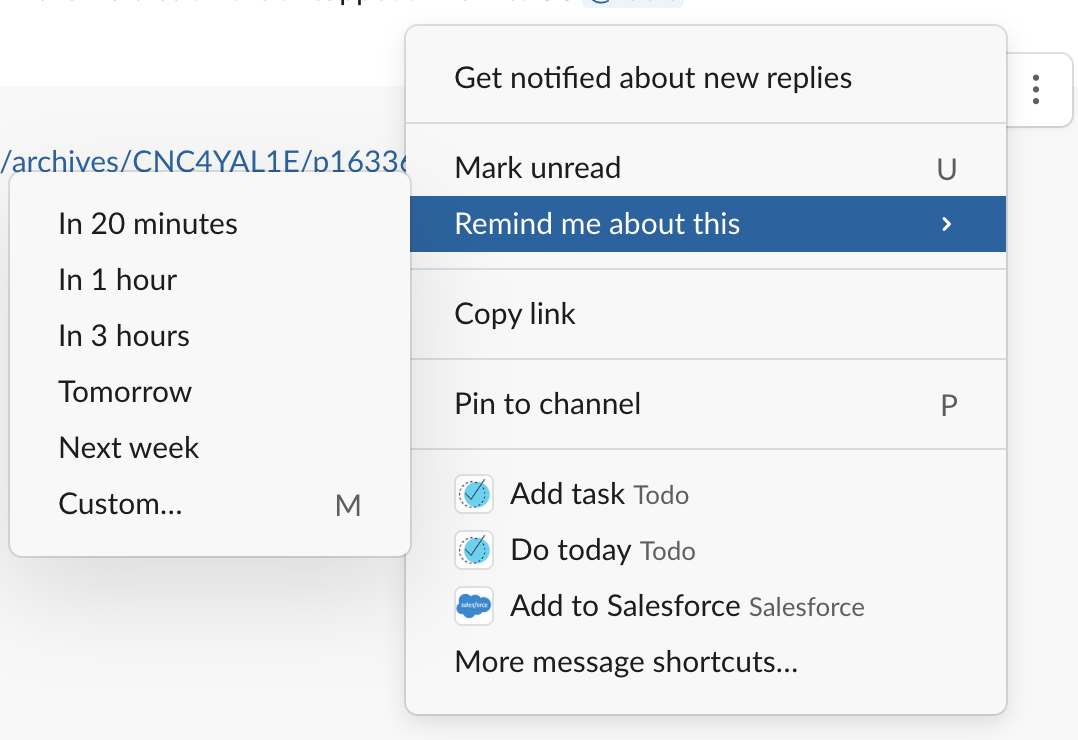 /archives/CNC4YAL1E/p1633
Get notified about new replies
Mark unread U
Remind me about this
Copy link
Pin to channel P
Add task Todo
Do today Todo
salesforce Add to Salesforce Salesforce
More message shortcuts...
In 20 minutes
In 1 hour
In 3 hours
Tomorrow
Next week
Custom... M